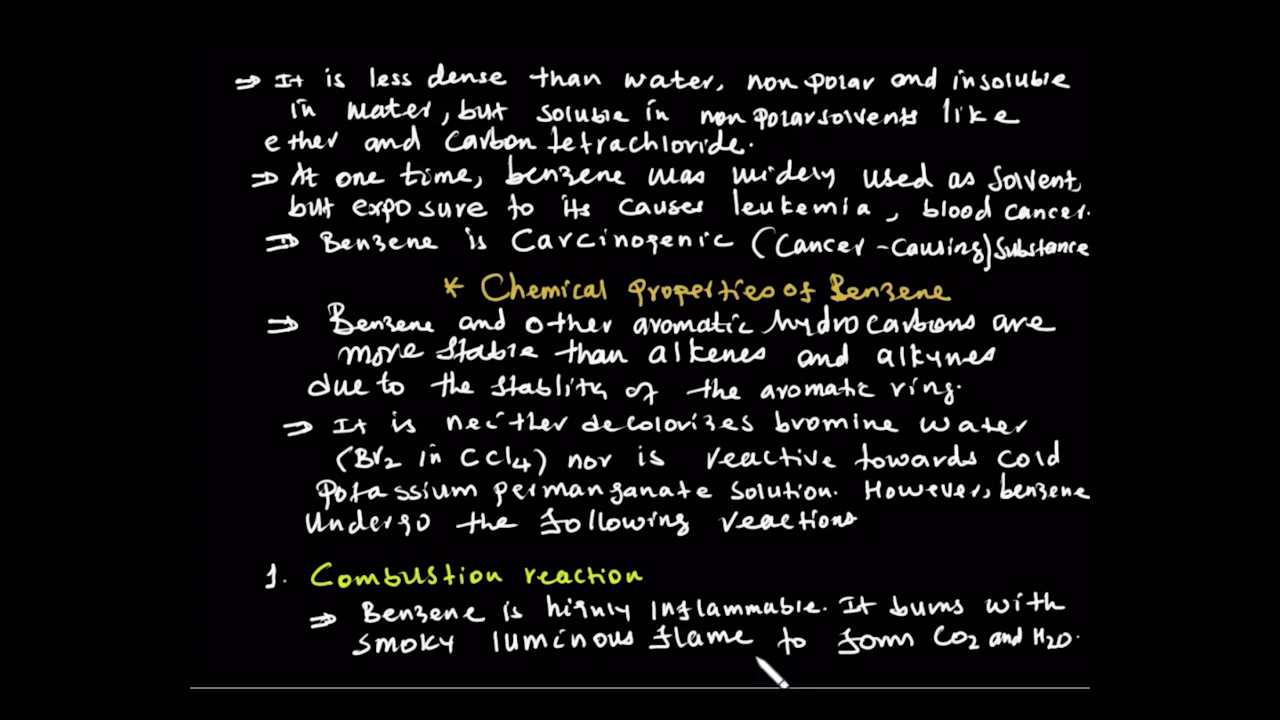 ⇒ It is less dense than water, non polar and insoluble
in water, but soluble in non polar solvents like
ether and carbon tetrachloride.
⇒ At one time, benzene was widely used as solvent,
but exposure to its causes leukemia, blood cancer.
⇒ Benzene is Carcinogenic (Cancer-causing) Substance
* Chemical properties of Benzene
⇒ Benzene and other aromatic hydrocarbons are
more stable than alkenes and alkynes
due to the stablity of the aromatic ring.
⇒ It is neither decolorizes bromine water
(Br2 in CCl4) nor is reactive towards cold
Potassium permanganate solution. However, benzene
undergo the following reactions
1. Combustion reaction
⇒ Benzene is highly inflammable. It burns with
smoky luminous flame to form CO2 and H2O.